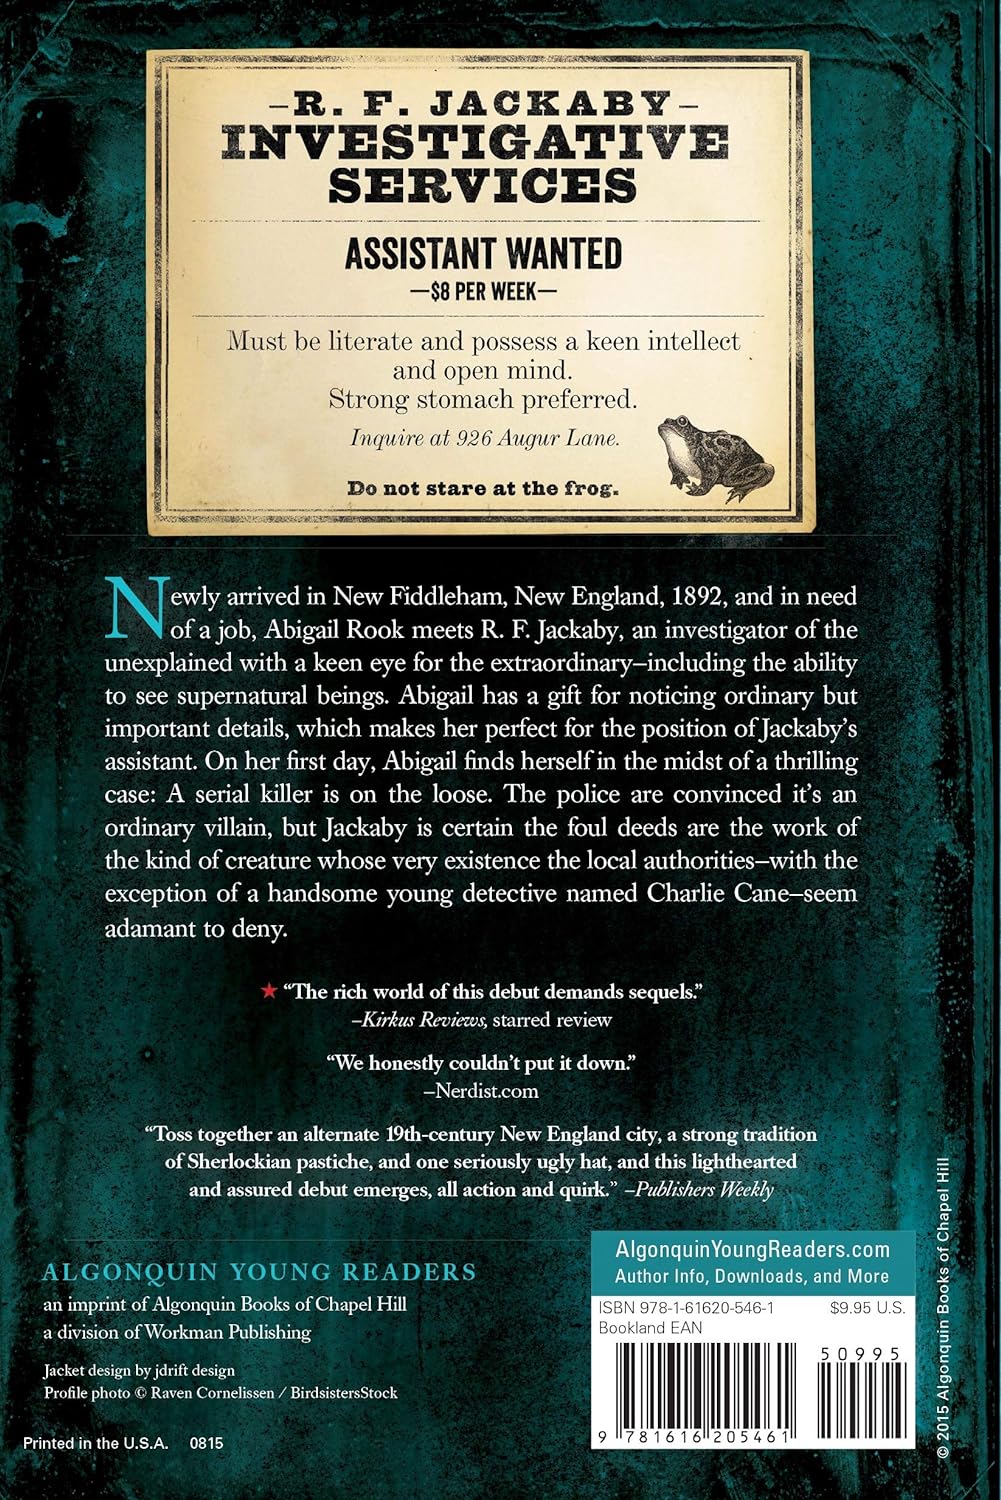 –R. F. JACKABY–
INVESTIGATIVE
SERVICES
ASSISTANT WANTED
—$8 PER WEEK—
Must be literate and possess a keen intellect
and open mind.
Strong stomach preferred.
Inquire at 926 Augur Lane.
Do not stare at the frog.
Newly arrived in New Fiddleham, New England, 1892, and in need
of a job, Abigail Rook meets R. F. Jackaby, an investigator of the
unexplained with a keen eye for the extraordinary—including the ability
to see supernatural beings. Abigail has a gift for noticing ordinary but
important details, which makes her perfect for the position of Jackaby’s
assistant. On her first day, Abigail finds herself in the midst of a thrilling
case: A serial killer is on the loose. The police are convinced it’s an
ordinary villain, but Jackaby is certain the foul deeds are the work of
the kind of creature whose very existence the local authorities—with the
exception of a handsome young detective named Charlie Cane—seem
adamant to deny.
★ “The rich world of this debut demands sequels.”
–Kirkus Reviews, starred review
“We honestly couldn’t put it down.”
—Nerdist.com
“Toss together an alternate 19th-century New England city, a strong tradition
of Sherlockian pastiche, and one seriously ugly hat, and this lighthearted
and assured debut emerges, all action and quirk.” –Publishers Weekly
ALGONQUIN YOUNG READERS
an imprint of Algonquin Books of Chapel Hill
a division of Workman Publishing
Jacket design by jdrift design
Profile photo © Raven Cornelissen / BirdsistersStock
Printed in the U.S.A. 0815
AlgonquinYoungReaders.com
Author Info, Downloads, and More
ISBN 978-1-61620-546-1 $9.95 U.S.
Bookland EAN
50995
9 781616 205461
© 2015 Algonquin Books of Chapel Hill